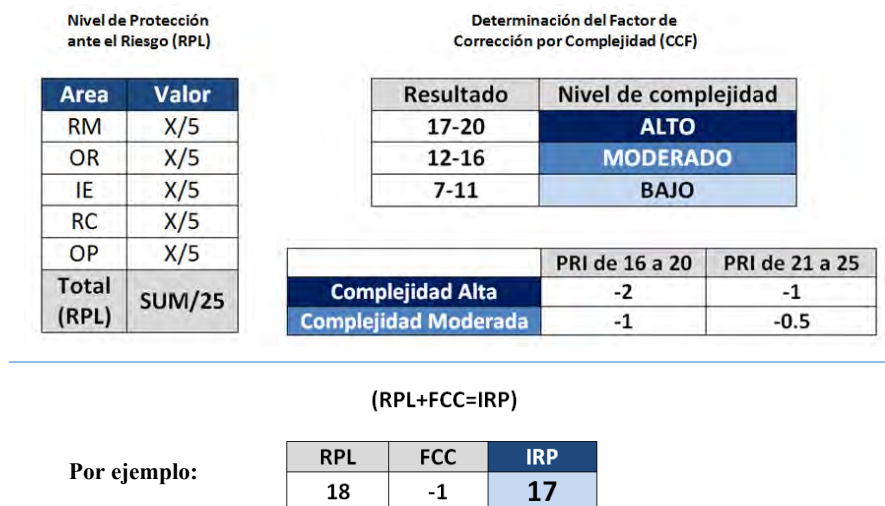 Nivel de Protección
ante el Riesgo (RPL)
Area Valor
RM X/5
OR X/5
IE X/5
RC X/5
OP X/5
Total
(RPL) SUM/25
Determinación del Factor de
Corrección por Complejidad (CCF)
Resultado Nivel de complejidad
17-20 ALTO
12-16 MODERADO
7-11 BAJO
PRI de 16 a 20 PRI de 21 a 25
Complejidad Alta -2 -1
Complejidad Moderada -1 -0.5
(RPL+FCC=IRP)
Por ejemplo:
RPL FCC IRP
18 -1 17